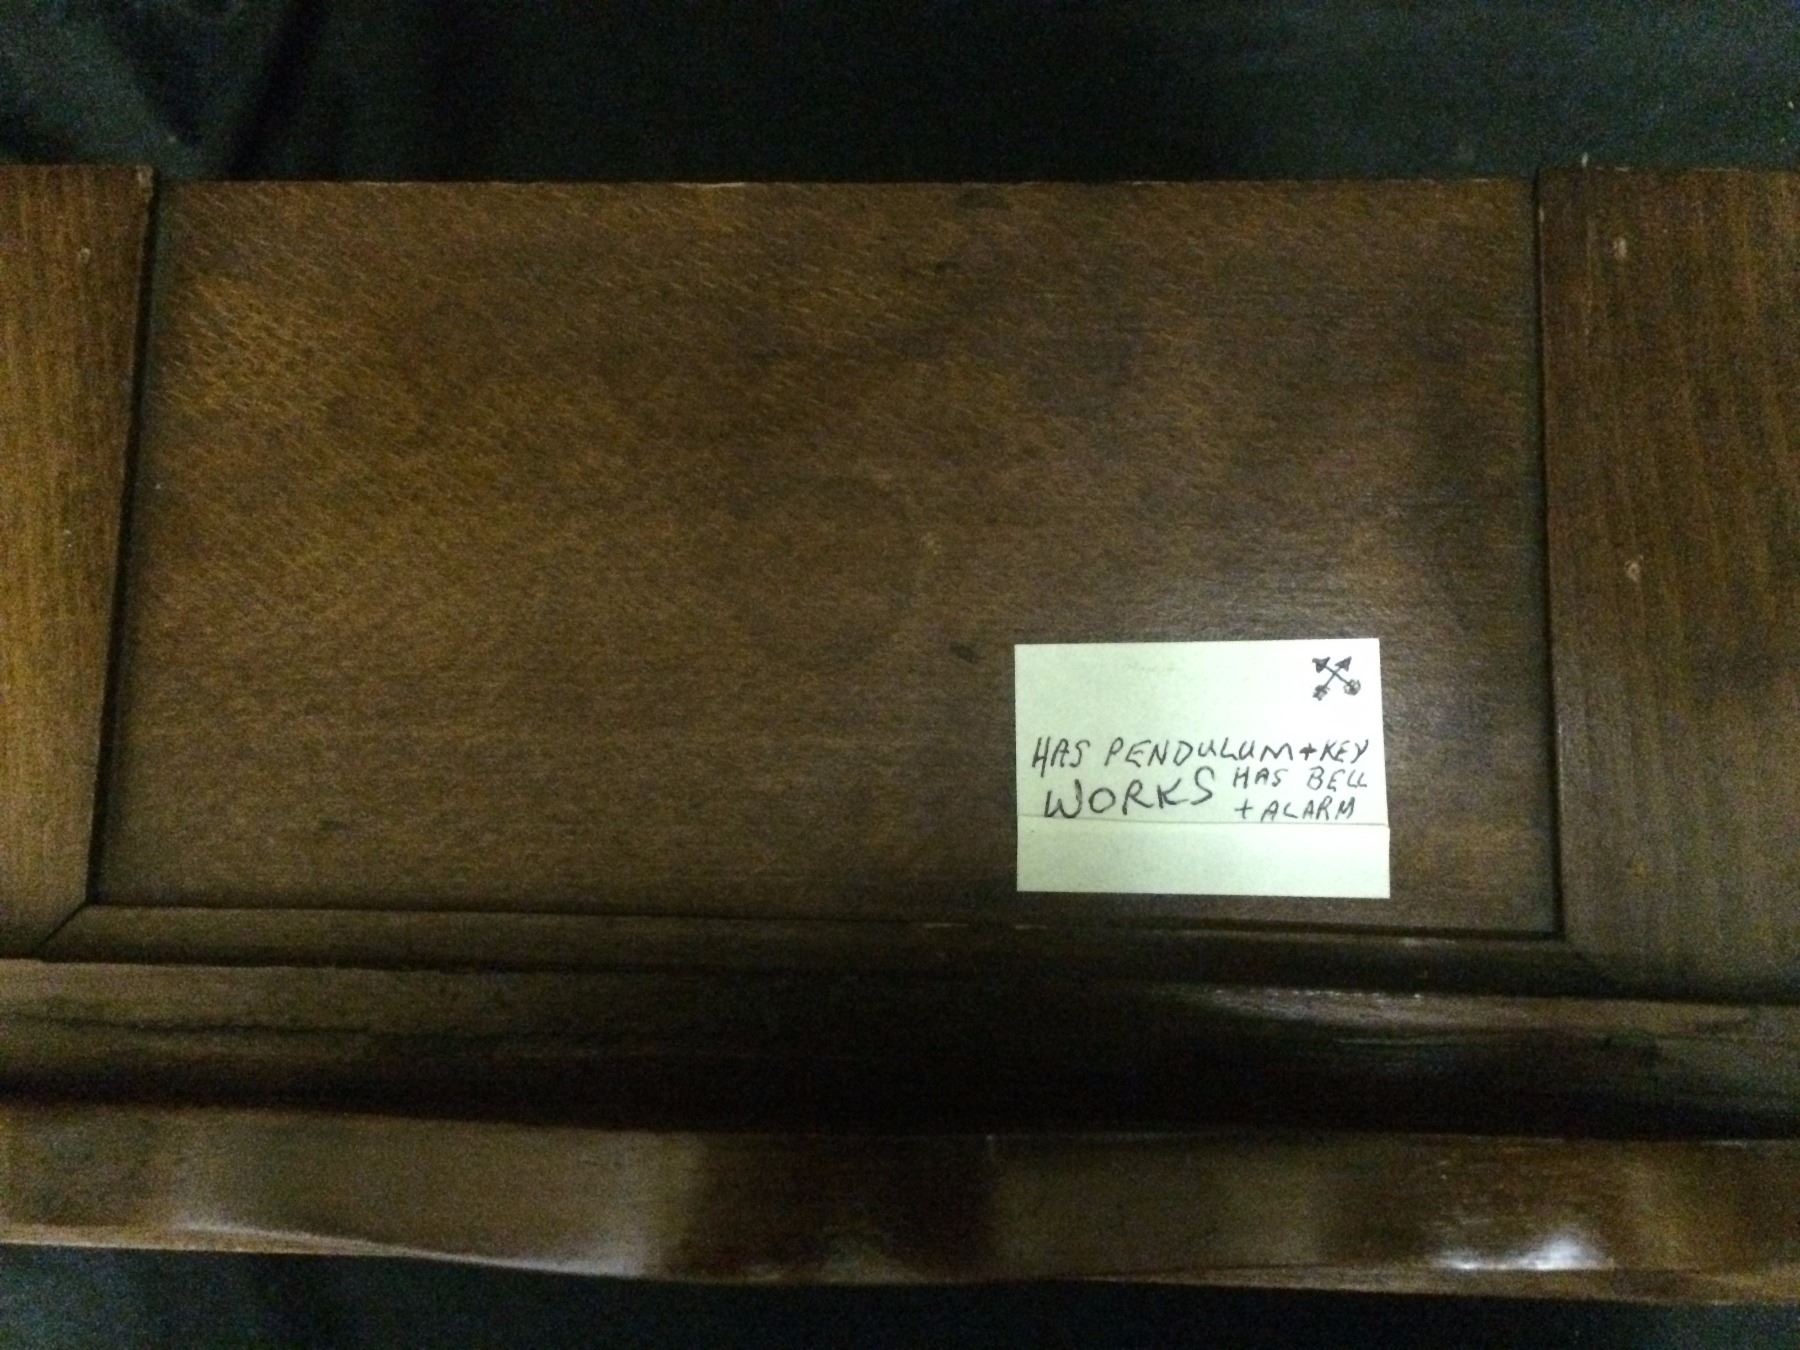 HAS PENDULUM + KEY
WORKS HAS BELL
+ ALARM